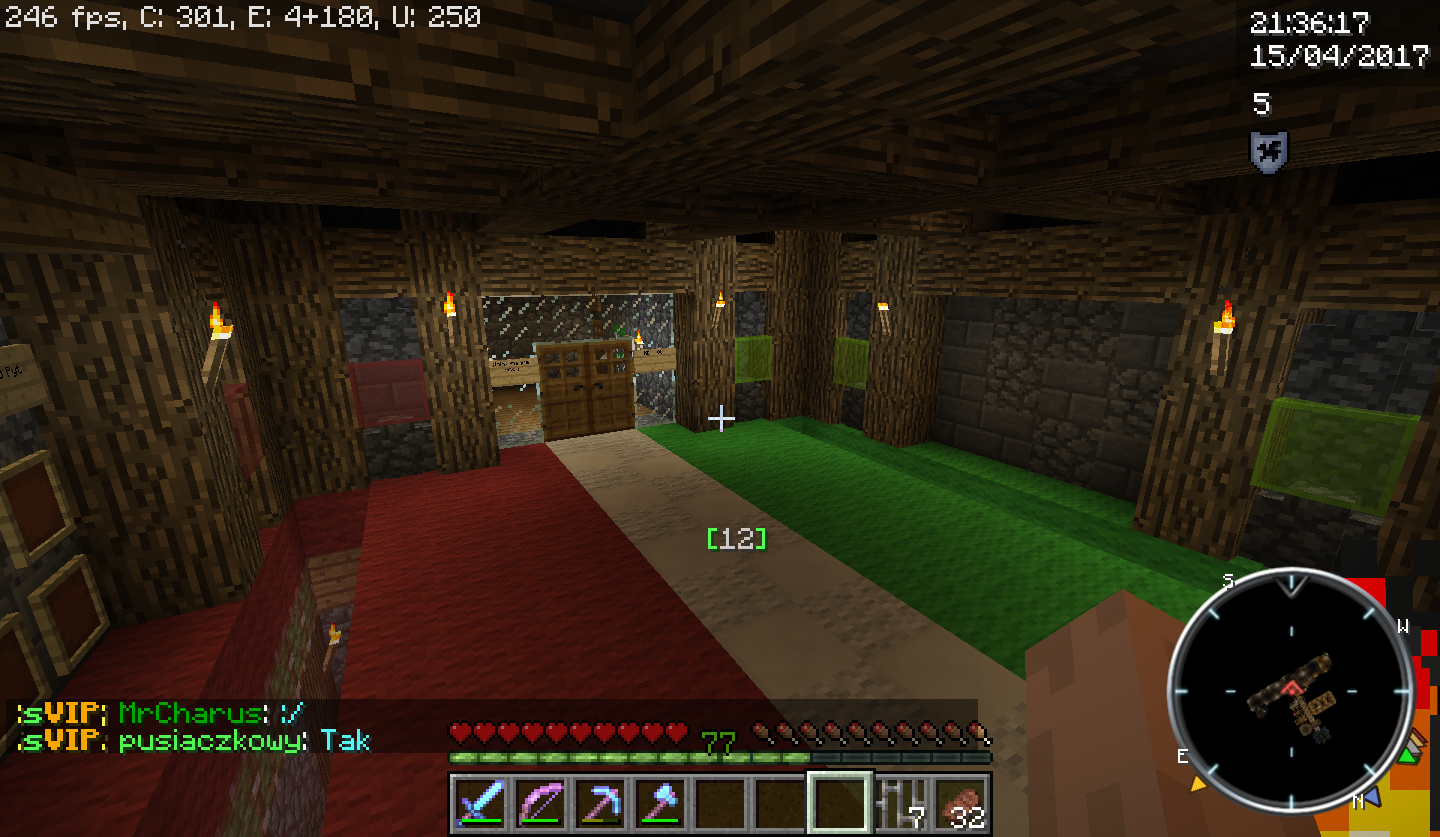 246 fps, C: 301, E: 4+180, U: 250
21:36:17
15/04/2017
5
[12]
S
W
E
N
:sVIP: MrCharus: :/
:sVIP: pusiaczkowy: Tak
77
7
32